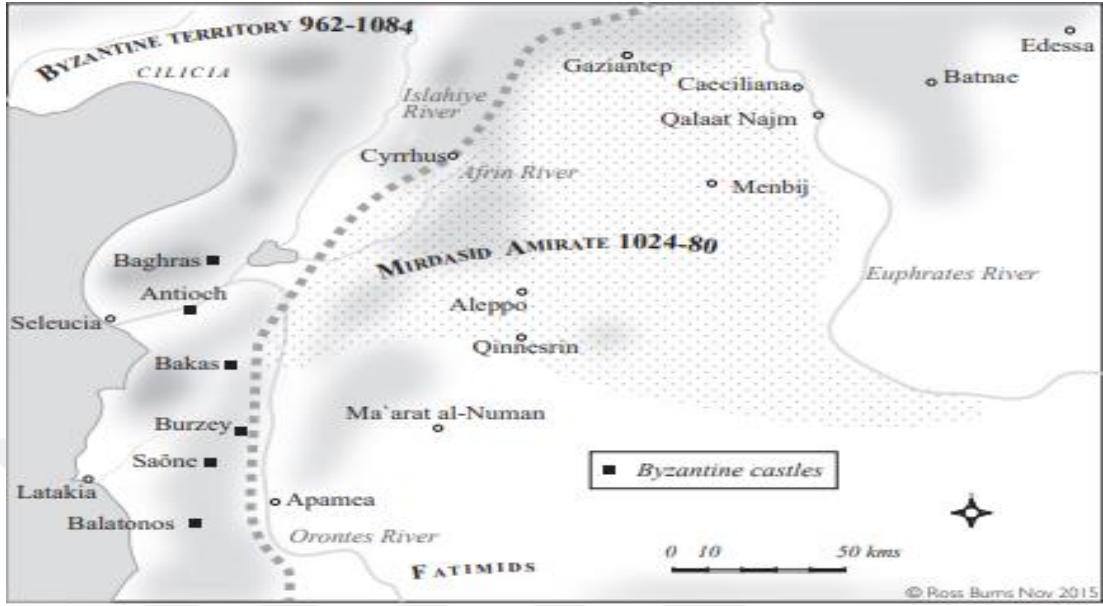 BYZANTINE TERRITORY 962-1084
CILICIA
Edessa
Gaziantep
Batnae
Caeciliana
Islahiye
River
Qalaat Najm
Cyrrhus
Afrin River
Menbij
MIRDASID AMIRATE 1024-80
Baghras
Euphrates River
Antioch
Aleppo
Seleucia
Qinnesrin
Bakas
Ma`arat al-Numan
Burzey
Saône
Byzantine castles
Latakia
Apamea
Balatonos
Orontes River
0 10 50 kms
FATIMIDS
© Ross Burns Nov 2015